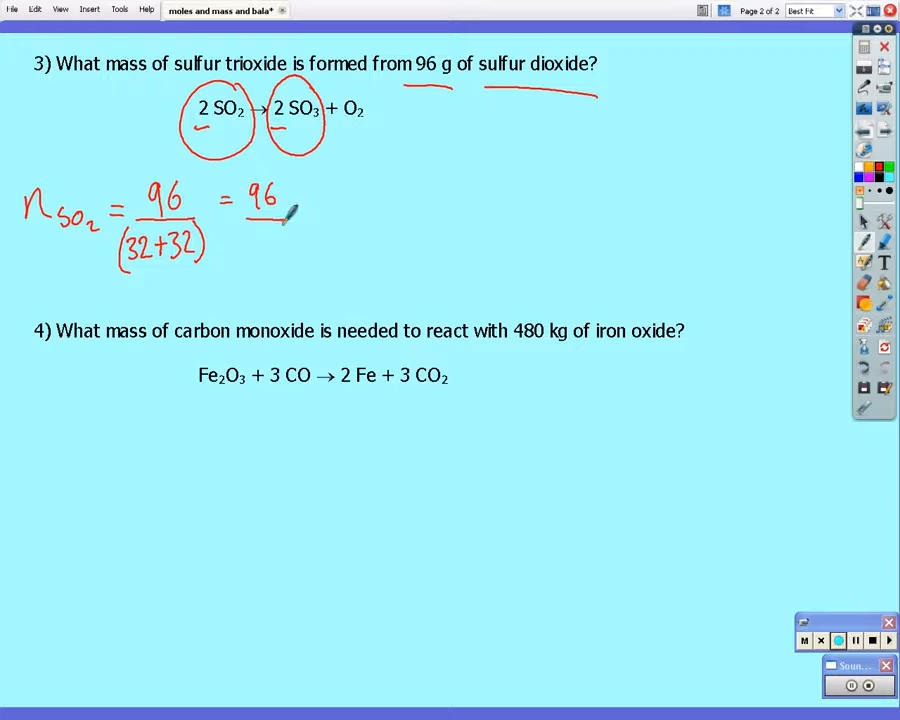 File Edit View Insert Tools Help moles and mass and bala* Page 2 of 2 Best Fit
3) What mass of sulfur trioxide is formed from 96 g of sulfur dioxide?
2 SO₂ → 2 SO₃ + O₂
n SO₂ = 96 / (32+32) = 96
4) What mass of carbon monoxide is needed to react with 480 kg of iron oxide?
Fe₂O₃ + 3 CO → 2 Fe + 3 CO₂
T
M
Soun...